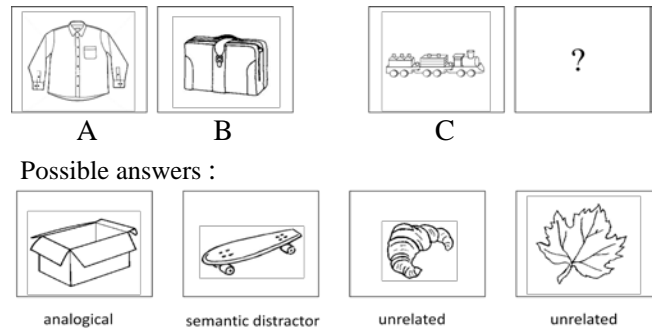 ?
A B C
Possible answers :
analogical semantic distractor unrelated unrelated